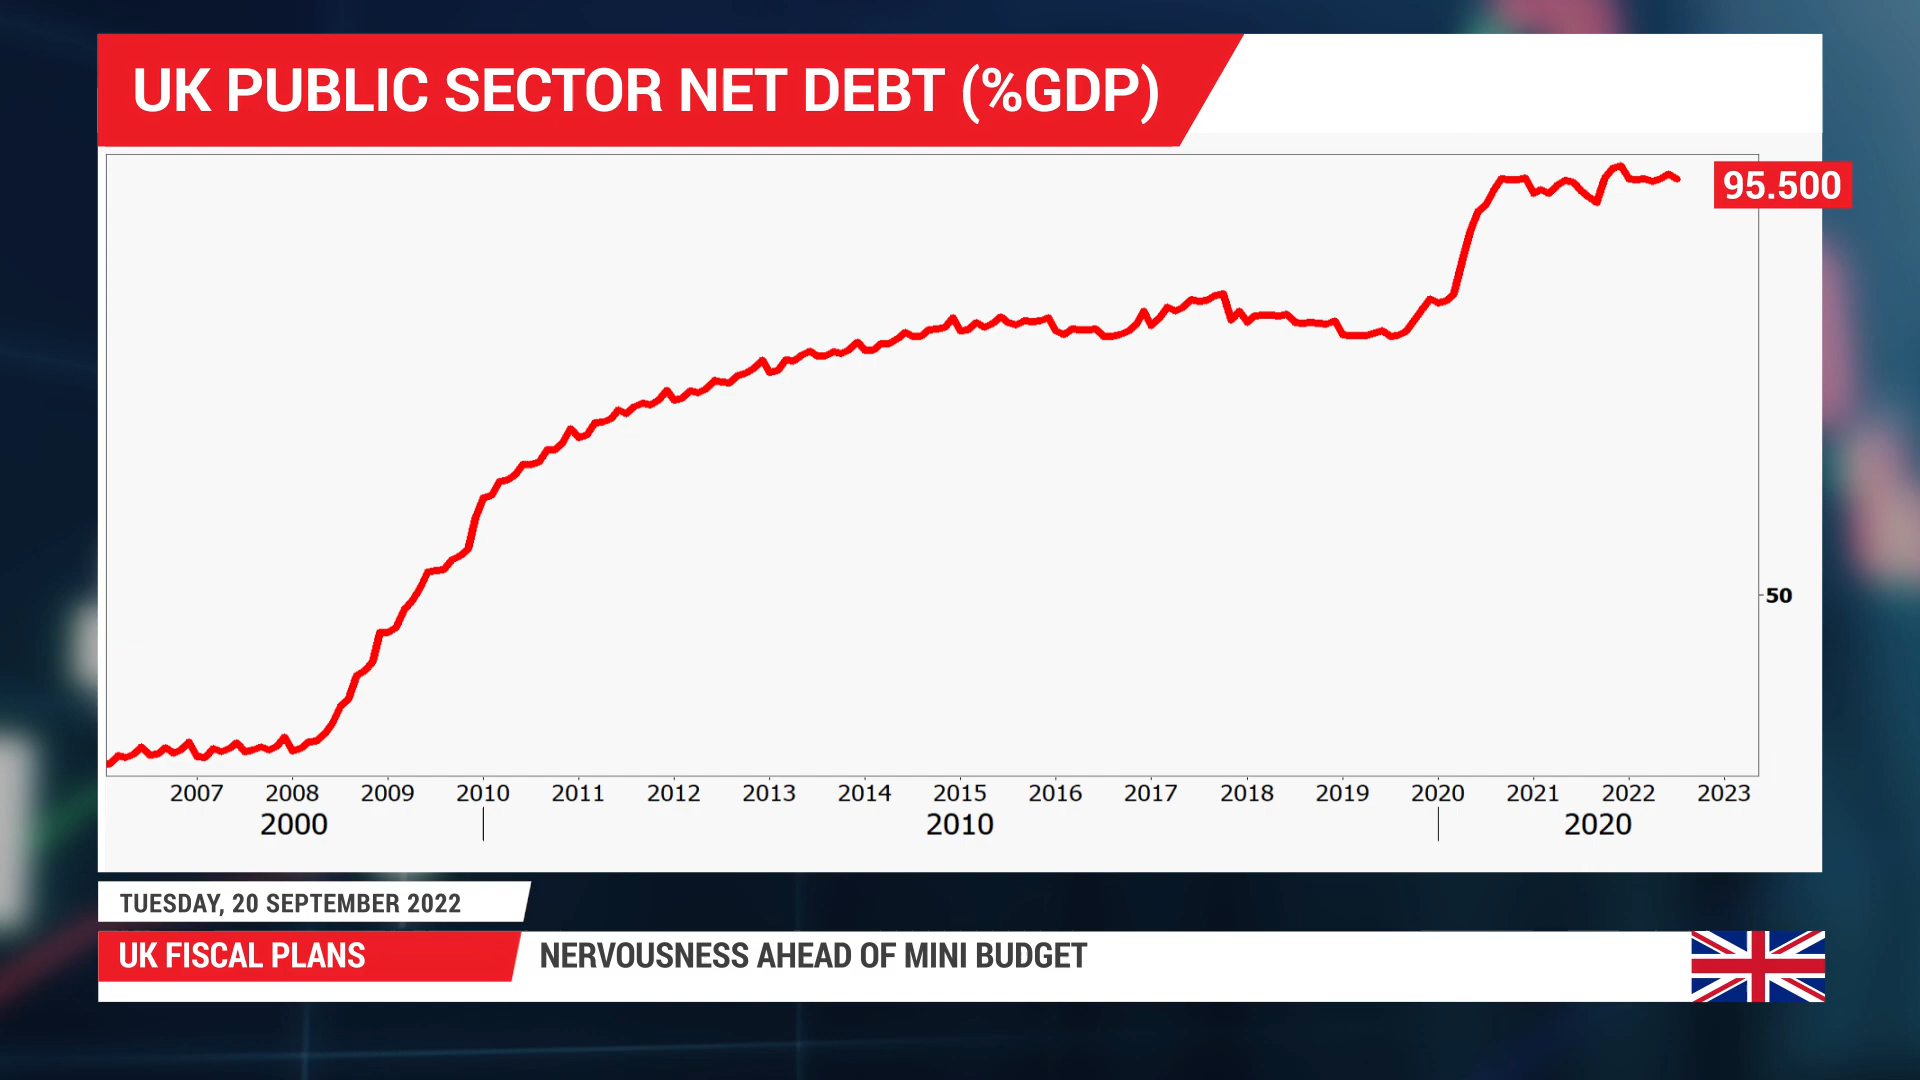 UK PUBLIC SECTOR NET DEBT (%GDP)
95.500
50
2007 2008 2009 2010 2011 2012 2013 2014 2015 2016 2017 2018 2019 2020 2021 2022 2023
2000 2010 2020
TUESDAY, 20 SEPTEMBER 2022
UK FISCAL PLANS
NERVOUSNESS AHEAD OF MINI BUDGET